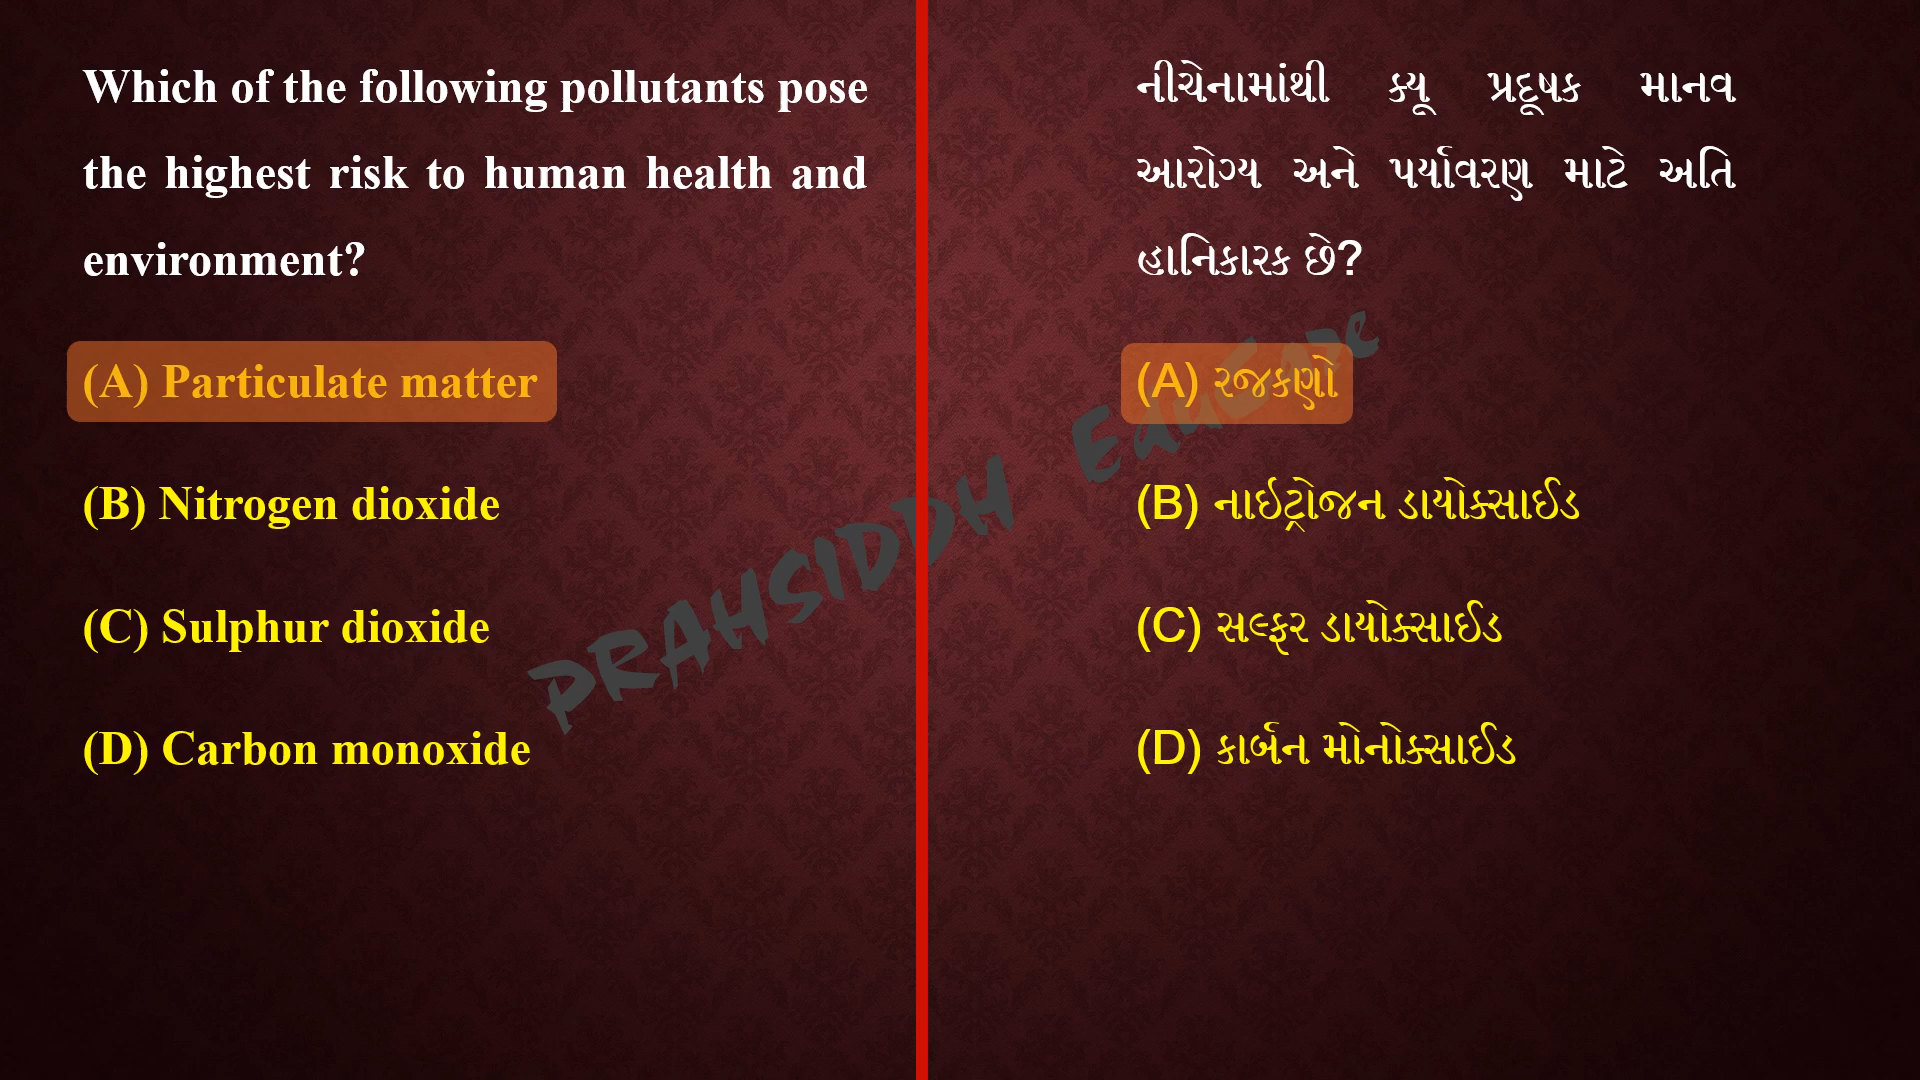 Which of the following pollutants pose
the highest risk to human health and
environment?
(A) Particulate matter
(B) Nitrogen dioxide
(C) Sulphur dioxide
(D) Carbon monoxide
નીચેનામાંથી ક્યૂ પ્રદૂષક માનવ
આરોગ્ય અને પર્યાવરણ માટે અતિ
હાનિકારક છે?
(A) રજકણો
(B) નાઈટ્રોજન ડાયોક્સાઈડ
(C) સલ્ફર ડાયોક્સાઈડ
(D) કાર્બન મોનોક્સાઈડ
PRAHSIDDH